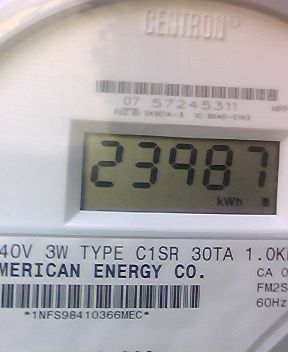 CENTRON
07 57245311
23987
kWh
40V 3W TYPE C1SR 30TA 1.0K
MERICAN ENERGY CO.
CA 0
FM2S
60Hz
*1NFS98410366MEC*